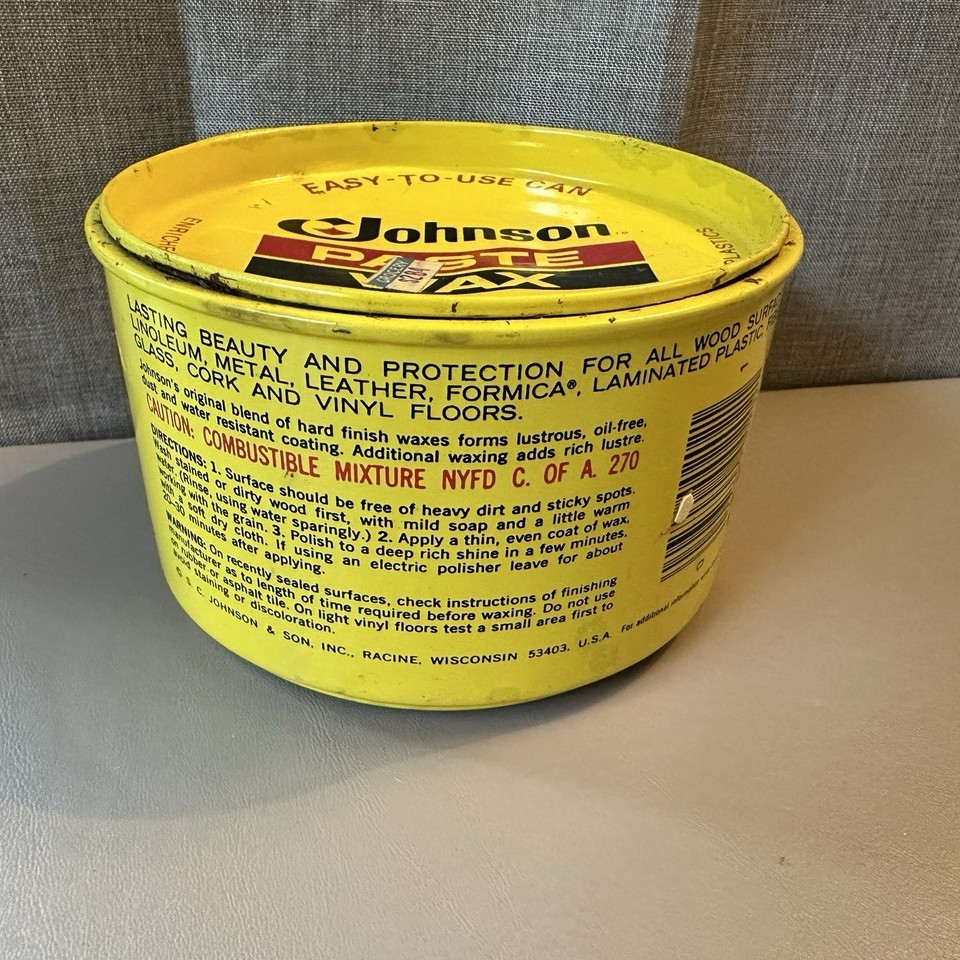 EASY-TO-USE CAN
Johnson
PASTE
WAX
PLASTICS
LASTING BEAUTY AND PROTECTION FOR ALL WOOD
LINOLEUM, METAL, LEATHER, FORMICA®, LAMINATED PLASTIC,
GLASS, CORK AND VINYL FLOORS.
Johnson's original blend of hard finish waxes forms lustrous, oil-free,
dust and water resistant coating. Additional waxing adds rich lustre.
CAUTION: COMBUSTIBLE MIXTURE NYFD C. OF A. 270
DIRECTIONS: 1. Surface should be free of heavy dirt and sticky spots.
Wash stained or dirty wood first, with mild soap and a little warm
water. (Rinse, using water sparingly.) 2. Apply a thin, even coat of wax,
working with the grain. 3. Polish to a deep rich shine in a few minutes,
with a soft dry cloth. If using an electric polisher leave for about
20-30 minutes after applying.
WARNING: On recently sealed surfaces, check instructions of finishing
manufacturer as to length of time required before waxing. Do not use
on rubber or asphalt tile. On light vinyl floors test a small area first to
avoid staining or discoloration.
© S. C. JOHNSON & SON, INC., RACINE, WISCONSIN 53403, U.S.A. For additional information